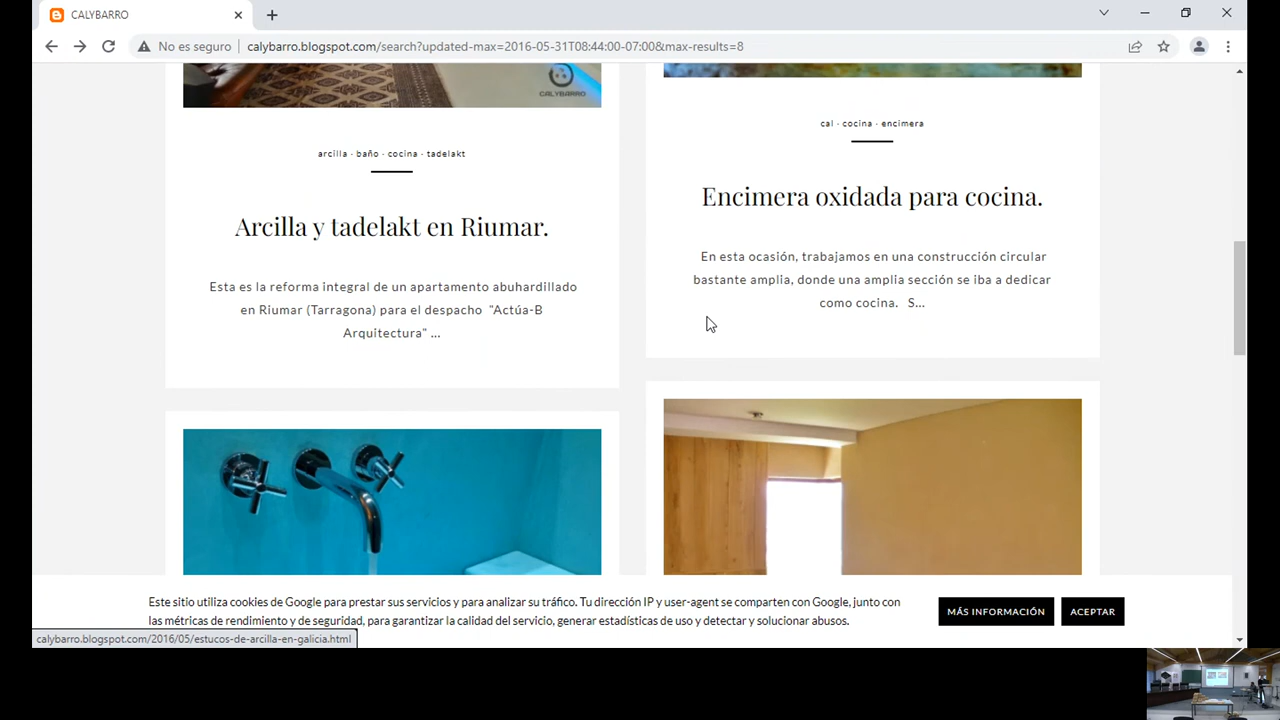 CALYBARRO
No es seguro
calybarro.blogspot.com/search?updated-max=2016-05-31T08:44:00-07:00&max-results=8
CALYBARRO
arcilla · baño · cocina · tadelakt
Arcilla y tadelakt en Riumar.
Esta es la reforma integral de un apartamento abuhardillado
en Riumar (Tarragona) para el despacho "Actúa-B
Arquitectura" ...
cal · cocina · encimera
Encimera oxidada para cocina.
En esta ocasión, trabajamos en una construcción circular
bastante amplia, donde una amplia sección se iba a dedicar
como cocina. S...
Este sitio utiliza cookies de Google para prestar sus servicios y para analizar su tráfico. Tu dirección IP y user-agent se comparten con Google, junto con
las métricas de rendimiento y de seguridad, para garantizar la calidad del servicio, generar estadísticas de uso y detectar y solucionar abusos.
MÁS INFORMACIÓN
ACEPTAR
calybarro.blogspot.com/2016/05/estucos-de-arcilla-en-galicia.html